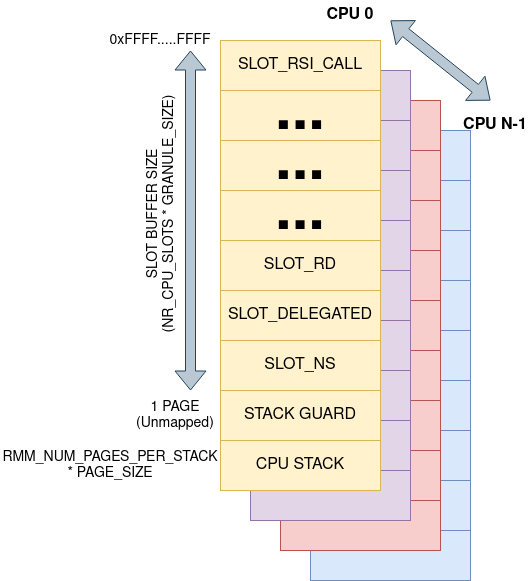 CPU 0
0xFFFF.....FFFF
SLOT_RSI_CALL
CPU N-1
...
...
...
SLOT BUFFER SIZE
(NR_CPU_SLOTS * GRANULE_SIZE)
SLOT_RD
SLOT_DELEGATED
SLOT_NS
1 PAGE
(Unmapped)
STACK GUARD
RMM_NUM_PAGES_PER_STACK
* PAGE_SIZE
CPU STACK